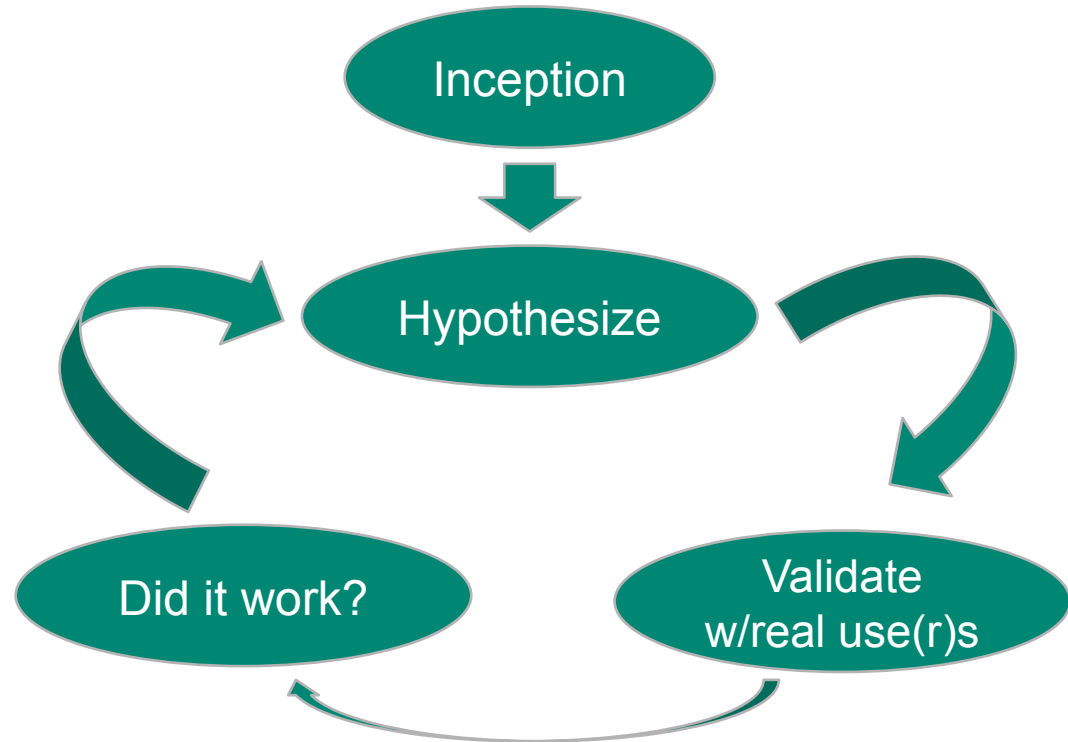 Inception
Hypothesize
Did it work?
Validate
w/real use(r)s